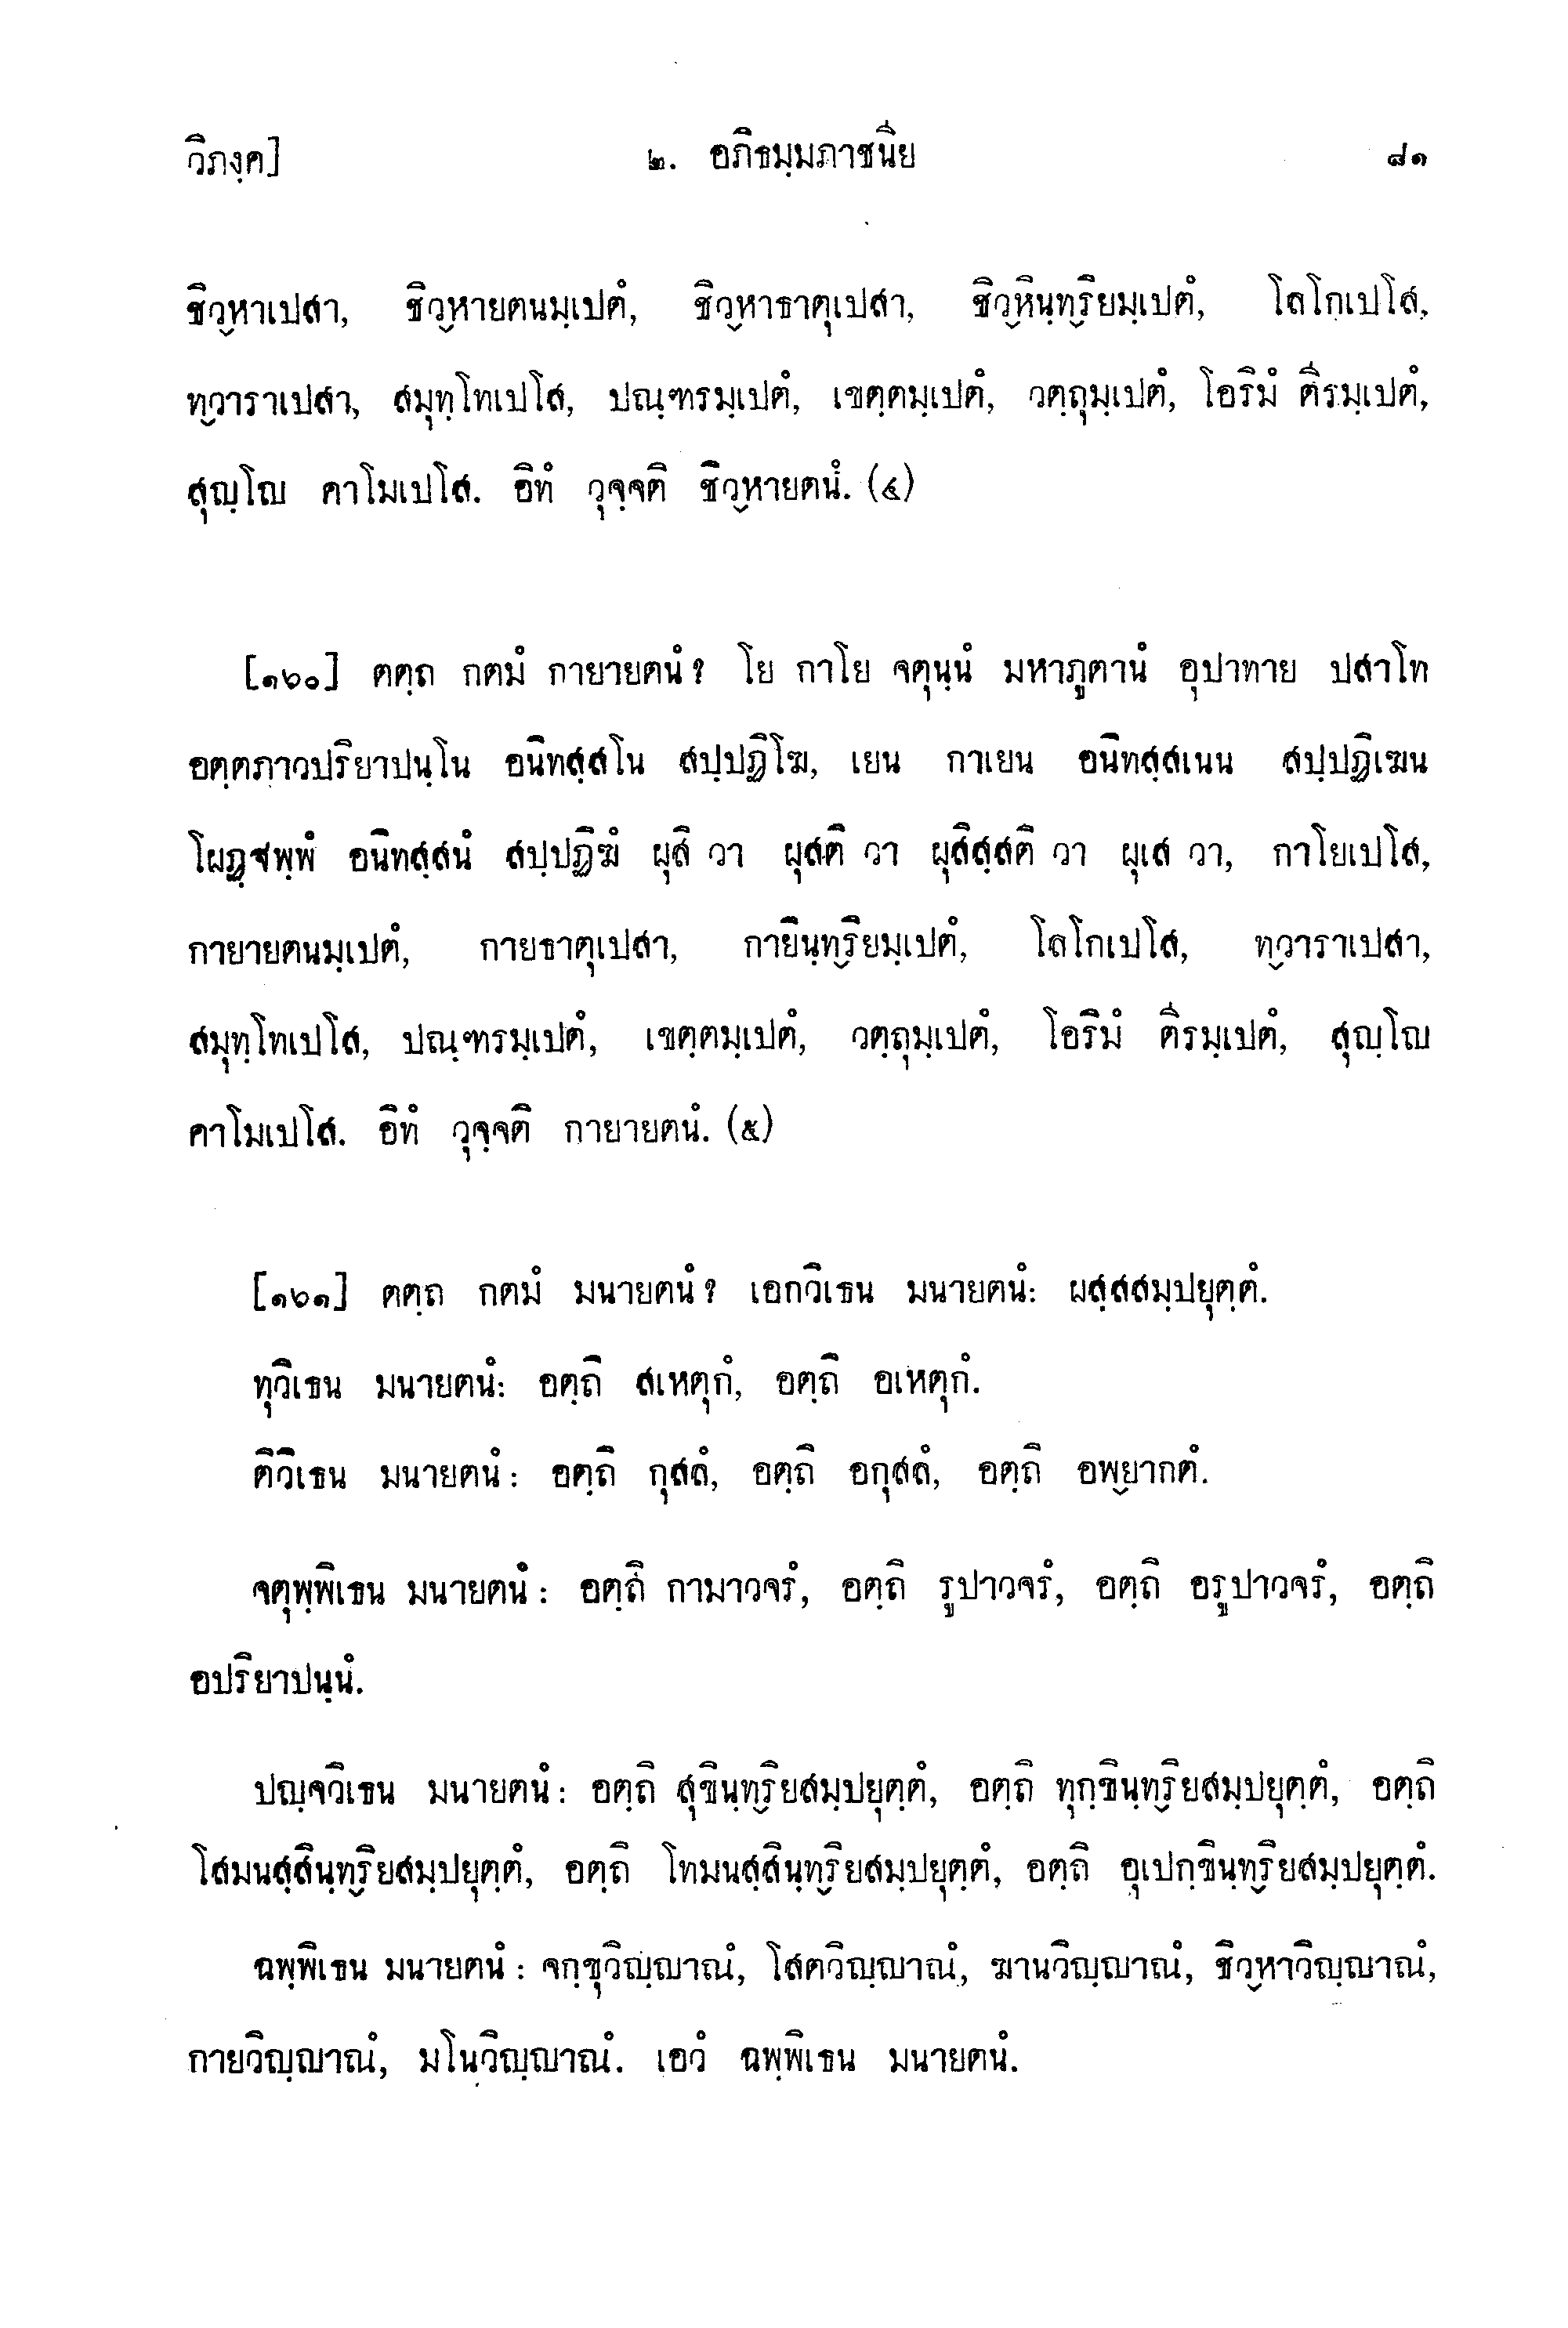 วิภงฺค]
๒. อภิธมฺมภาชนีย
๘๑
ชิวฺหาเปสา, ชิวฺหายตนมฺเปตํ, ชิวฺหาธาตุเปสา, ชิวฺหินฺทฺริยมฺเปตํ, โลโกเปโส,
ทฺวาราเปสา, สมุทฺโทเปโส, ปณฺฑรมฺเปตํ, เขตฺตมฺเปตํ, วตฺถุมฺเปตํ, โอริมํ ตีรมฺเปตํ,
สุญฺโญ คาโมเปโส. อิทํ วุจฺจติ ชิวฺหายตนํ. (๔)
[๑๖๐] ตตฺถ กตมํ กายายตนํ? โย กาโย จตุนฺนํ มหาภูตานํ อุปาทาย ปสาโท
อตฺตภาวปริยาปนฺโน อนิทสฺสโน สปฺปฏิโฆ, เยน กาเยน อนิทสฺสเนน สปฺปฏิเฆน
โผฏฺฐพฺพํ อนิทสฺสนํ สปฺปฏิฆํ ผุสิ วา ผุสติ วา ผุสิสฺสติ วา ผุเส วา, กาโยเปโส,
กายายตนมฺเปตํ, กายธาตุเปสา, กายินฺทฺริยมฺเปตํ, โลโกเปโส, ทฺวาราเปสา,
สมุทฺโทเปโส, ปณฺฑรมฺเปตํ, เขตฺตมฺเปตํ, วตฺถุมฺเปตํ, โอริมํ ตีรมฺเปตํ, สุญฺโญ
คาโมเปโส. อิทํ วุจฺจติ กายายตนํ. (๕)
[๑๖๑] ตตฺถ กตมํ มนายตนํ? เอกวิเธน มนายตนํ: ผสฺสสมฺปยุตฺตํ.
ทุวิเธน มนายตนํ: อตฺถิ สเหตุกํ, อตฺถิ อเหตุกํ.
ติวิเธน มนายตนํ: อตฺถิ กุสลํ, อตฺถิ อกุสลํ, อตฺถิ อพฺยากตํ.
จตุพฺพิเธน มนายตนํ: อตฺถิ กามาวจรํ, อตฺถิ รูปาวจรํ, อตฺถิ อรูปาวจรํ, อตฺถิ
อปริยาปนฺนํ.
ปญฺจวิเธน มนายตนํ: อตฺถิ สุขินฺทฺริยสมฺปยุตฺตํ, อตฺถิ ทุกฺขินฺทฺริยสมฺปยุตฺตํ, อตฺถิ
โสมนสฺสินฺทฺริยสมฺปยุตฺตํ, อตฺถิ โทมนสฺสินฺทฺริยสมฺปยุตฺตํ, อตฺถิ อุเปกฺขินฺทฺริยสมฺปยุตฺตํ.
ฉพฺพิเธน มนายตนํ: จกฺขุวิญฺญาณํ, โสตวิญฺญาณํ, ฆานวิญฺญาณํ, ชิวฺหาวิญฺญาณํ,
กายวิญฺญาณํ, มโนวิญฺญาณํ. เอวํ ฉพฺพิเธน มนายตนํ.